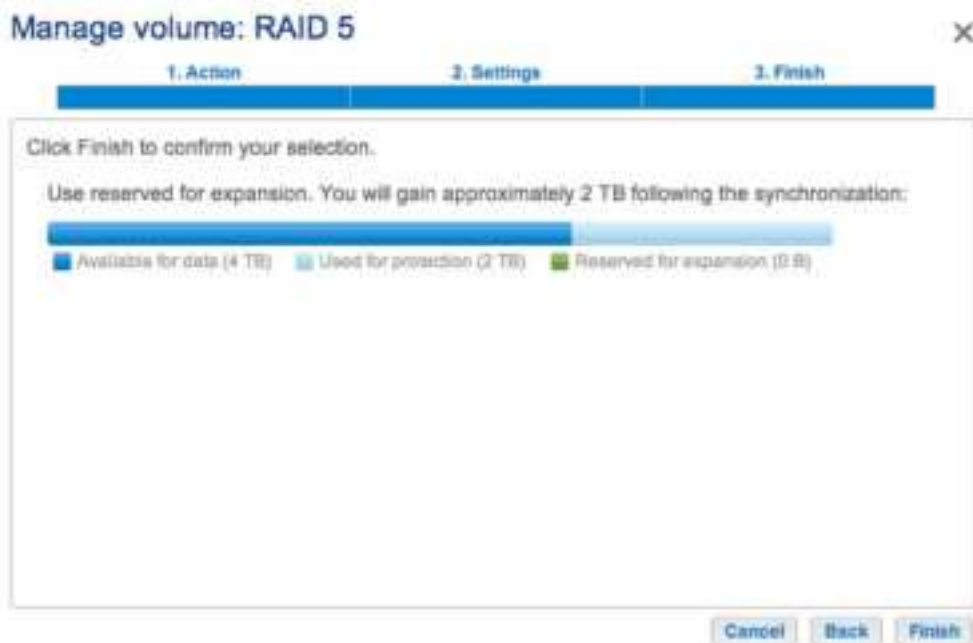 Manage volume: RAID 5
1. Action 2. Settings 3. Finish
Click Finish to confirm your selection.
Use reserved for expansion. You will gain approximately 2 TB following the synchronization:
Available for data (4 TB) Used for protection (2 TB) Reserved for expansion (0 B)
Cancel Back Finish